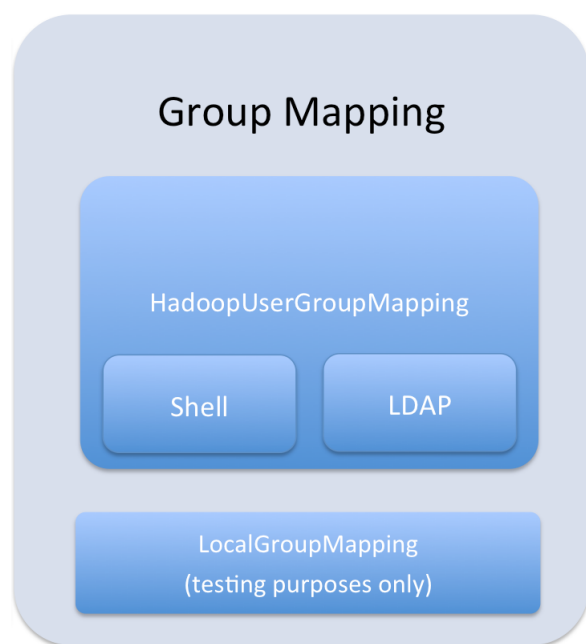 Group Mapping
HadoopUserGroupMapping
Shell
LDAP
LocalGroupMapping
(testing purposes only)